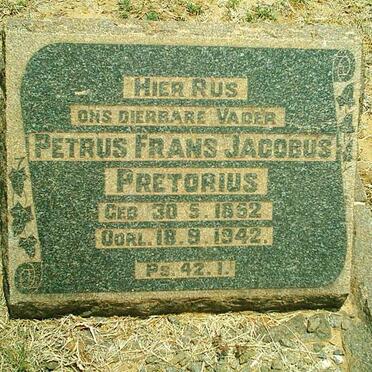 HIER RUS
ONS DIERBARE VADER
PETRUS FRANS JACOBUS
PRETORIUS
GEB. 30. 5. 1852
OORL. 18. 9. 1942.
PS. 42. 1.